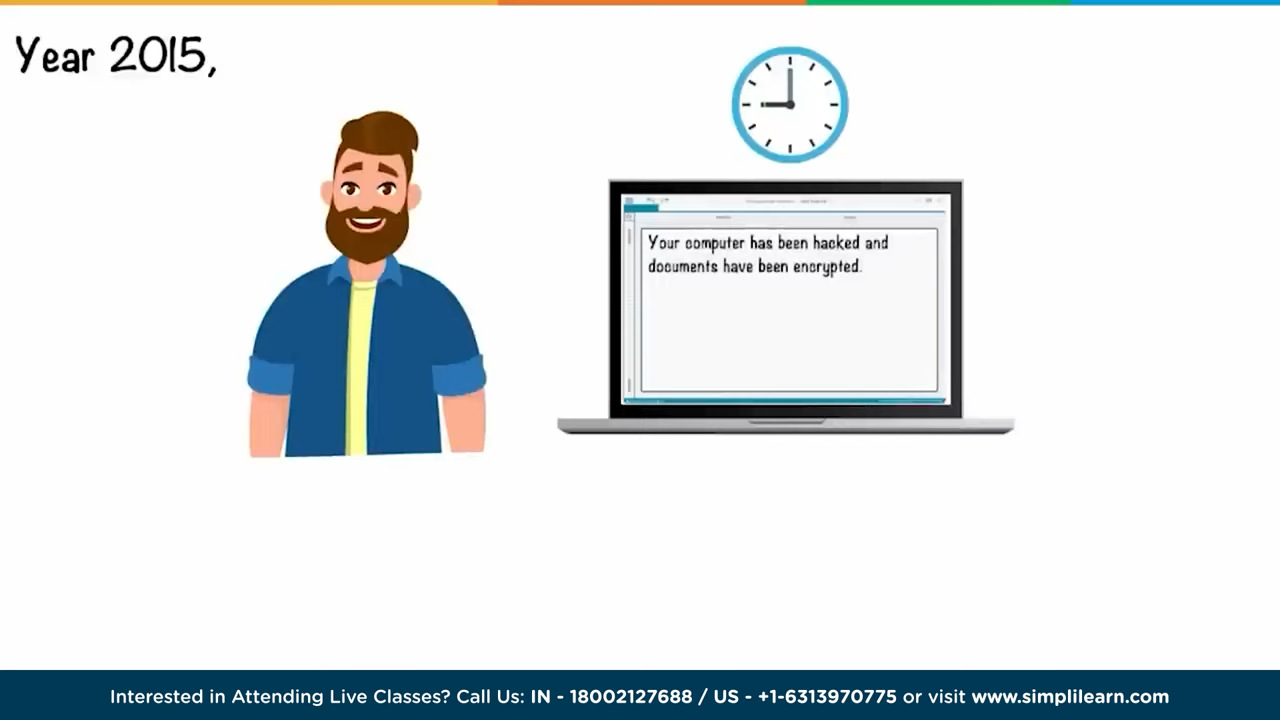 Year 2015,
Your computer has been hacked and
documents have been encrypted.
Interested in Attending Live Classes? Call Us: IN - 18002127688 / US - +1-6313970775 or visit www.simplilearn.com